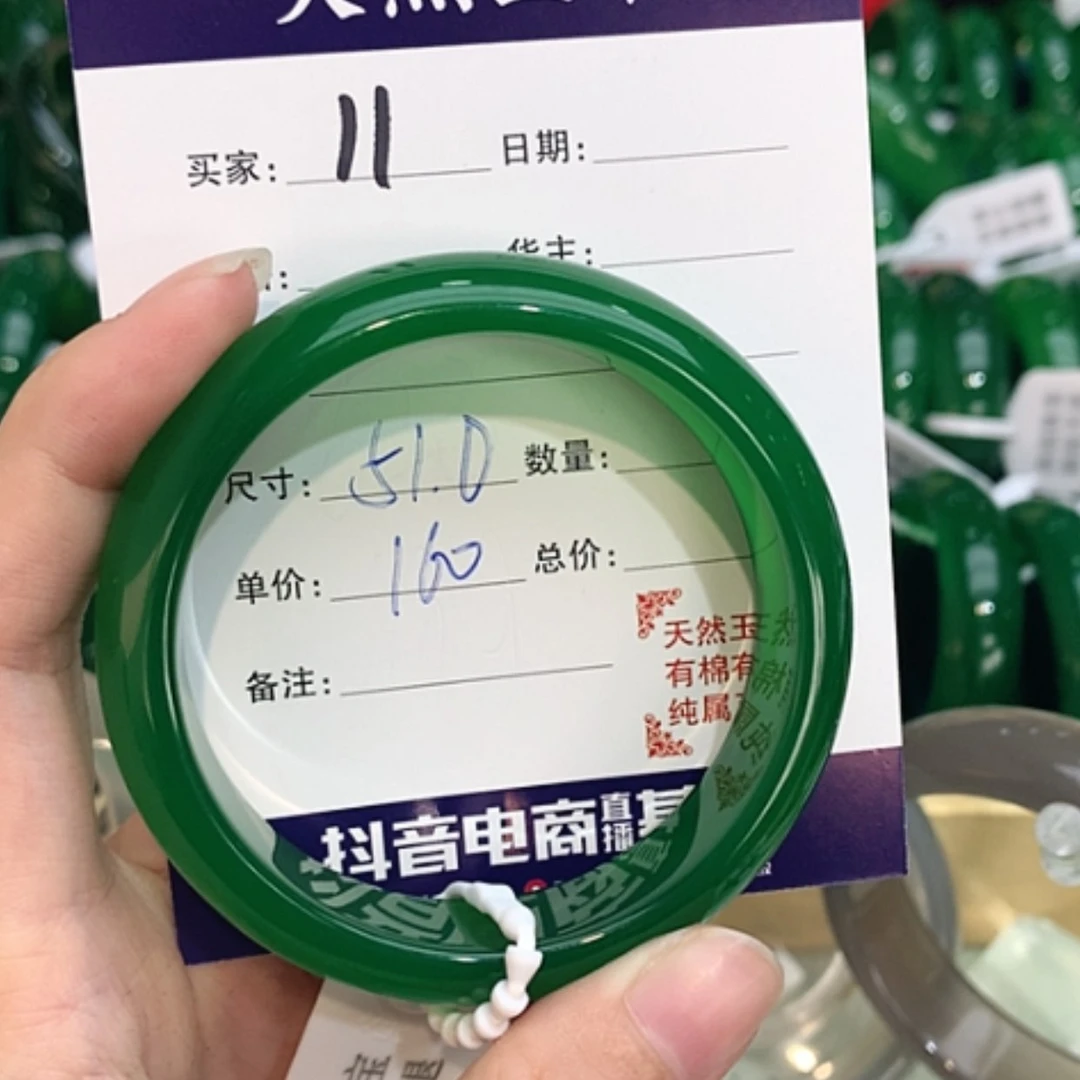 买家: 11 日期:
货主:
尺寸: 51.0 数量:
单价: 160 总价:
备注:
天然玉
有棉有
纯属
抖音电商直播基